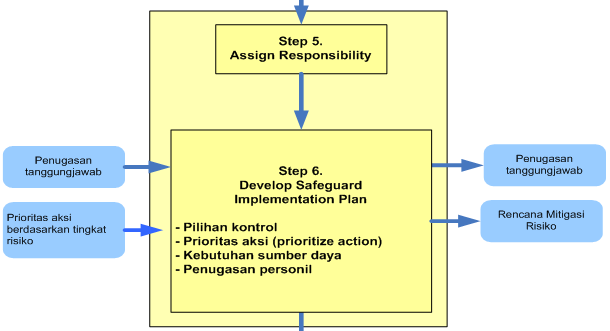 Step 5.
Assign Responsibility
Penugasan
tanggungjawab
Prioritas aksi
berdasarkan tingkat
risiko
Step 6.
Develop Safeguard
Implementation Plan
- Pilihan kontrol
- Prioritas aksi (prioritize action)
- Kebutuhan sumber daya
- Penugasan personil
Penugasan
tanggungjawab
Rencana Mitigasi
Risiko